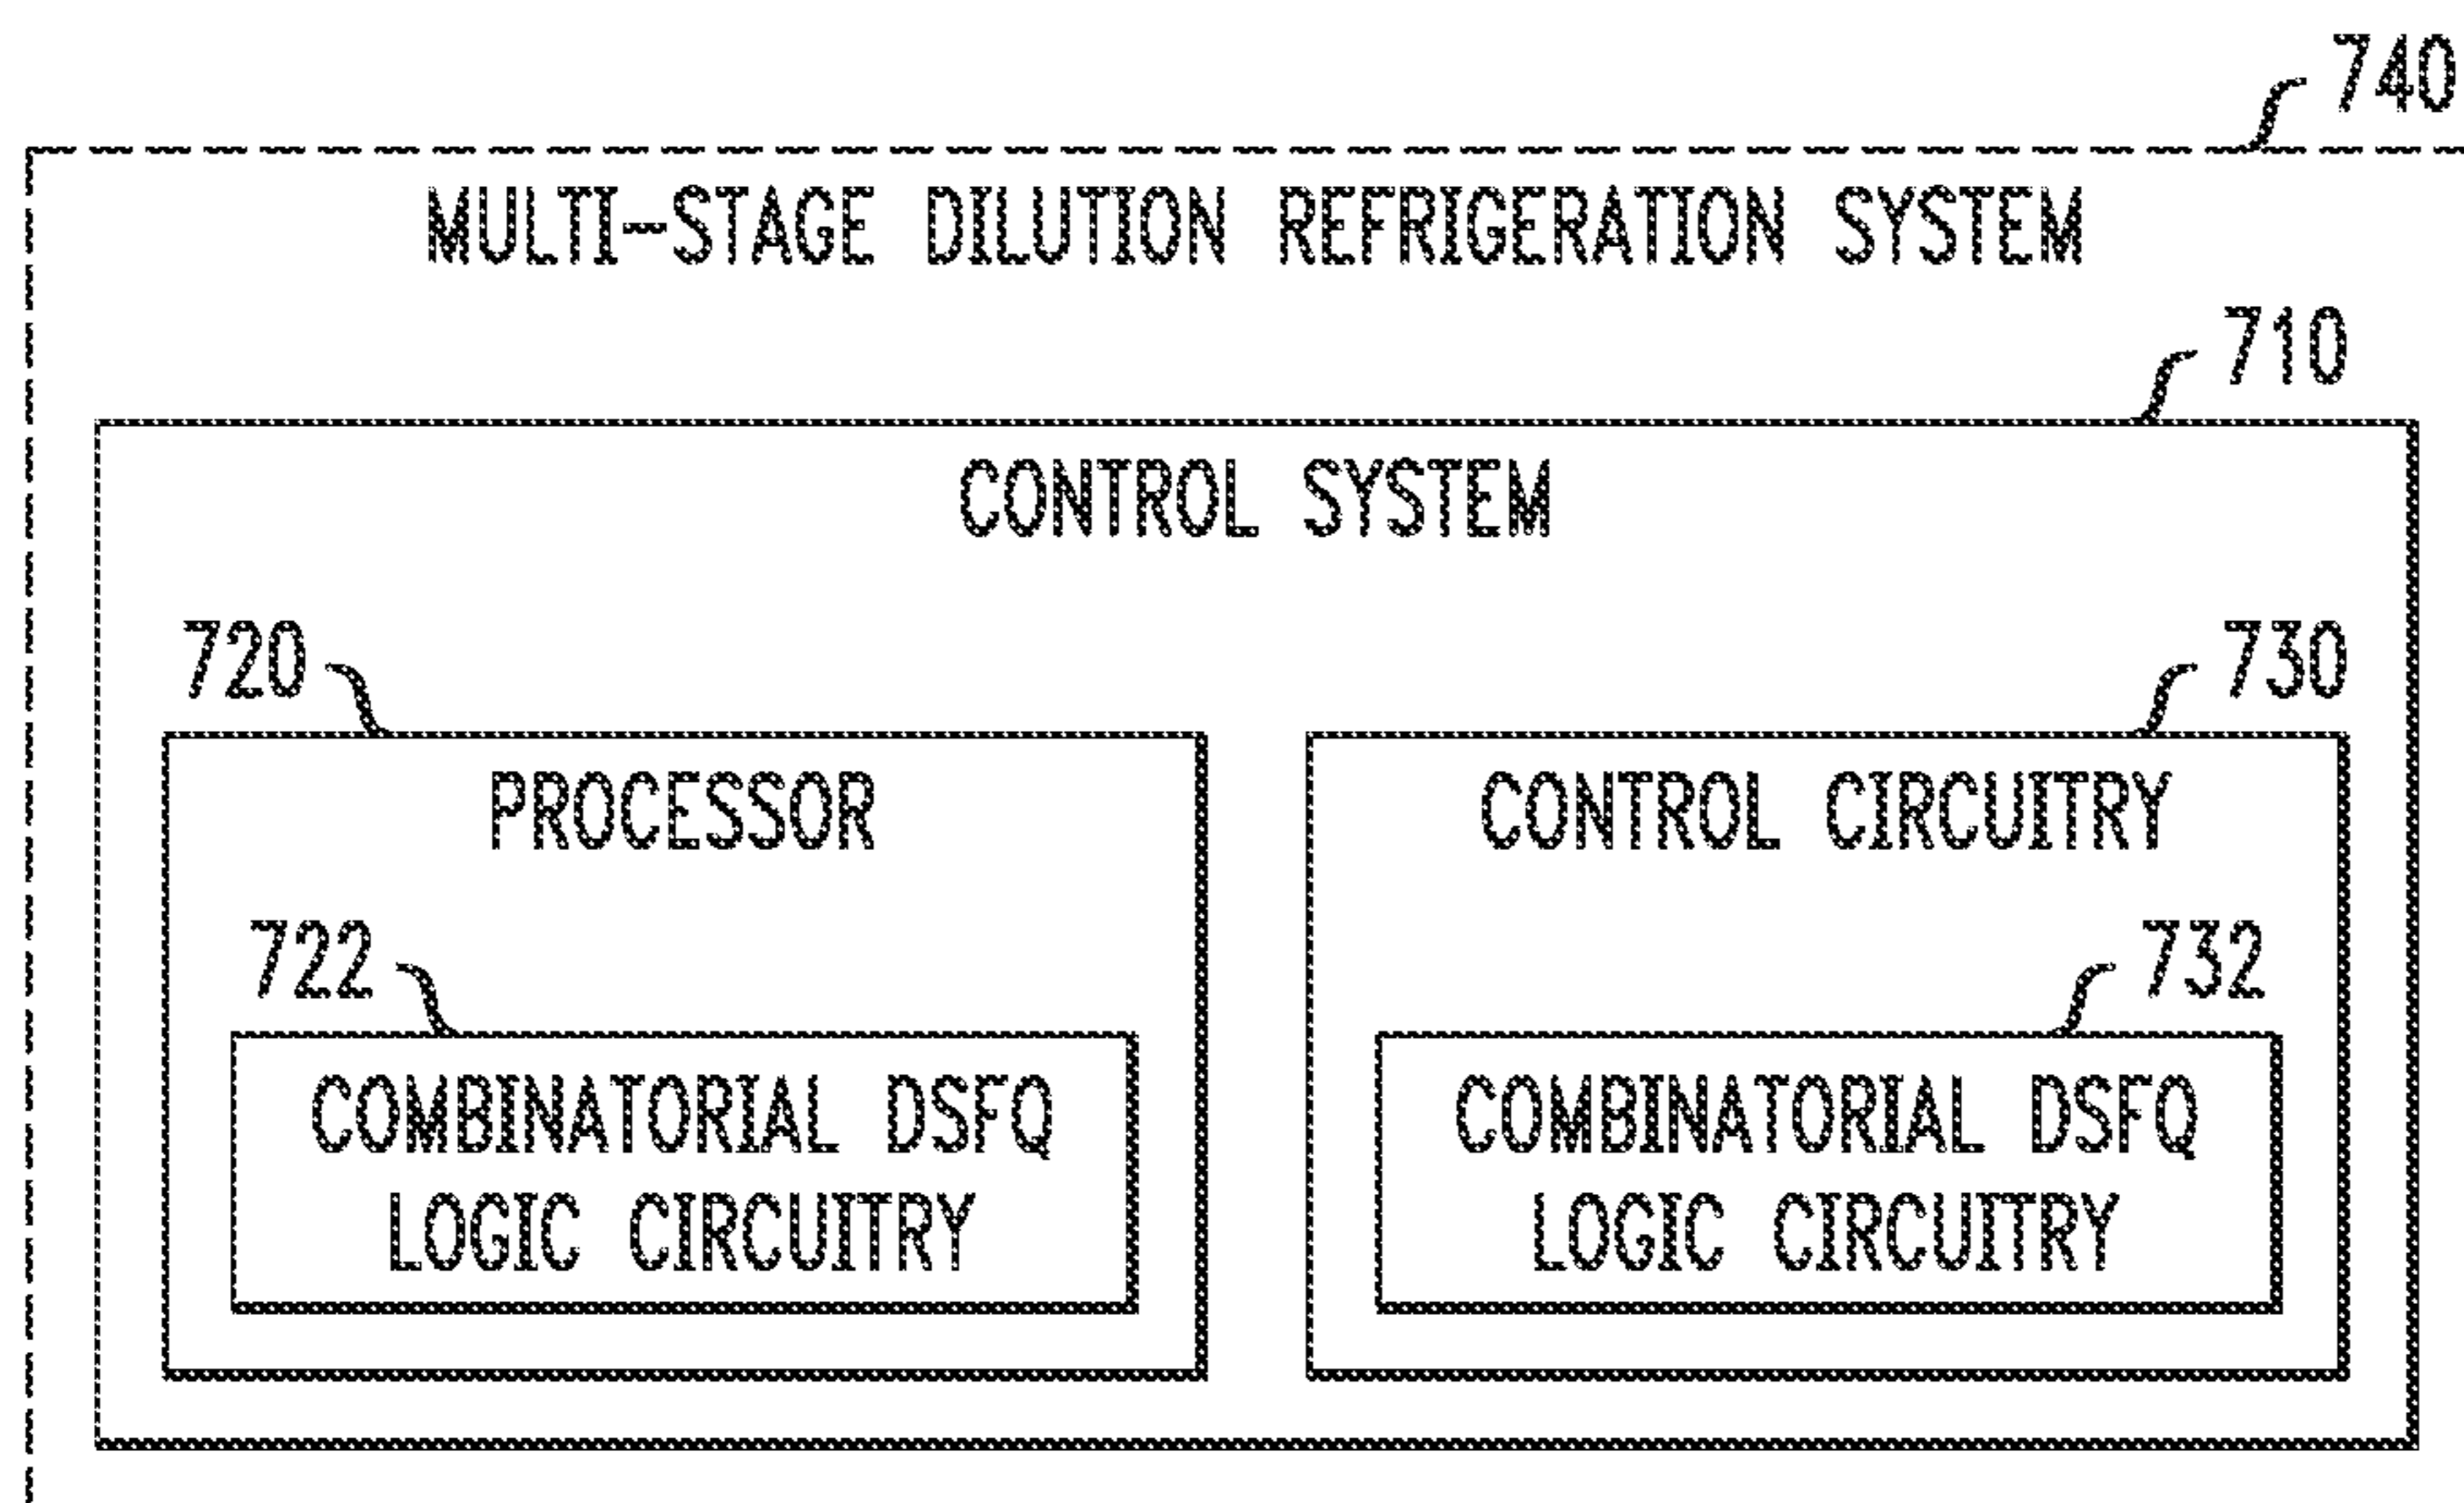 740
MULTI-STAGE DILUTION REFRIGERATION SYSTEM
710
CONTROL SYSTEM
720
730
PROCESSOR
CONTROL CIRCUITRY
722
732
COMBINATORIAL DSFQ
LOGIC CIRCUITRY
COMBINATORIAL DSFQ
LOGIC CIRCUITRY